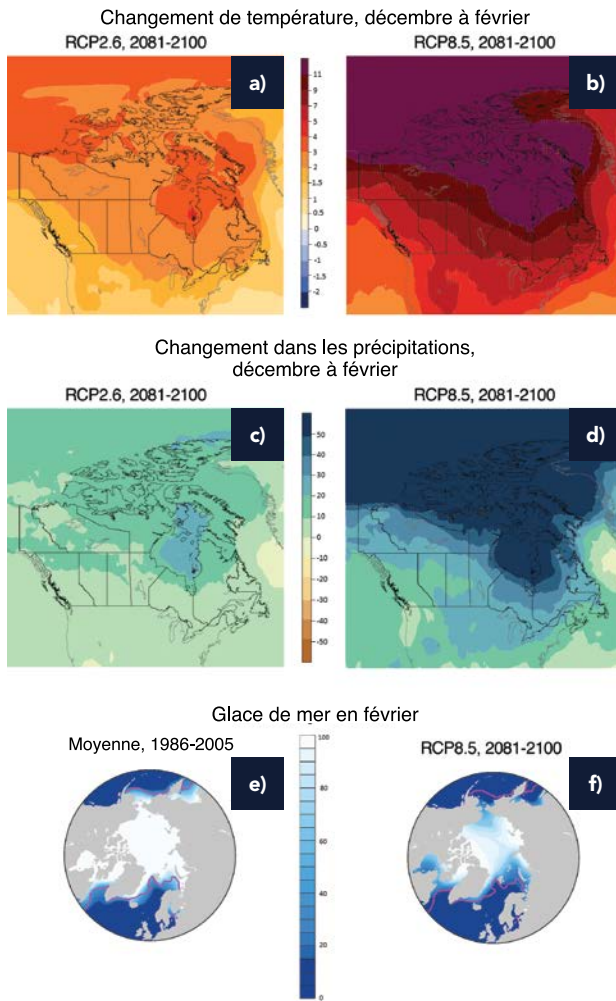 Changement de température, décembre à février
RCP2.6, 2081-2100
RCP8.5, 2081-2100
a)
b)
11
9
7
5
4
3
2
1.5
1
0.5
0
-0.5
-1
-1.5
-2
Changement dans les précipitations,
décembre à février
RCP2.6, 2081-2100
RCP8.5, 2081-2100
c)
d)
50
40
30
20
10
0
-10
-20
-30
-40
-50
Glace de mer en février
Moyenne, 1986-2005
RCP8.5, 2081-2100
e)
f)
100
80
60
40
20
0